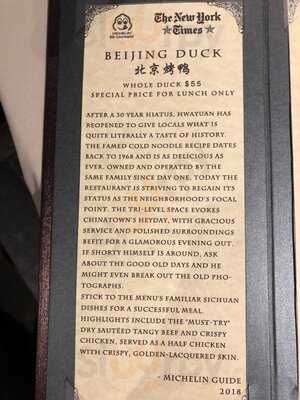 The New York
Times
BEIJING DUCK
北京烤鴨
WHOLE DUCK $55
SPECIAL PRICE FOR LUNCH ONLY
AFTER A 30 YEAR HIATUS, HWAYUAN HAS
REOPENED TO GIVE LOCALS WHAT IS
QUITE LITERALLY A TASTE OF HISTORY.
THE FAMED COLD NOODLE RECIPE DATES
BACK TO 1968 AND IS AS DELICIOUS AS
EVER. OWNED AND OPERATED BY THE
SAME FAMILY SINCE DAY ONE, TODAY THE
RESTAURANT IS STRIVING TO REGAIN ITS
STATUS AS THE NEIGHBORHOOD'S FOCAL
POINT. THE TRI-LEVEL SPACE EVOKES
CHINATOWN'S HEYDAY, WITH GRACIOUS
SERVICE AND POLISHED SURROUNDINGS
BEFIT FOR A GLAMOROUS EVENING OUT.
IF SHORTY HIMSELF IS AROUND, ASK
ABOUT THE GOOD OLD DAYS AND HE
MIGHT EVEN BREAK OUT THE OLD PHO-
TOGRAPHS.
STICK TO THE MENU'S FAMILIAR SICHUAN
DISHES FOR A SUCCESSFUL MEAL.
HIGHLIGHTS INCLUDE THE "MUST-TRY"
DRY SAUTÉED TANGY BEEF AND CRISPY
CHICKEN, SERVED AS A HALF CHICKEN
WITH CRISPY, GOLDEN-LACQUERED SKIN.
- MICHELIN GUIDE
2018